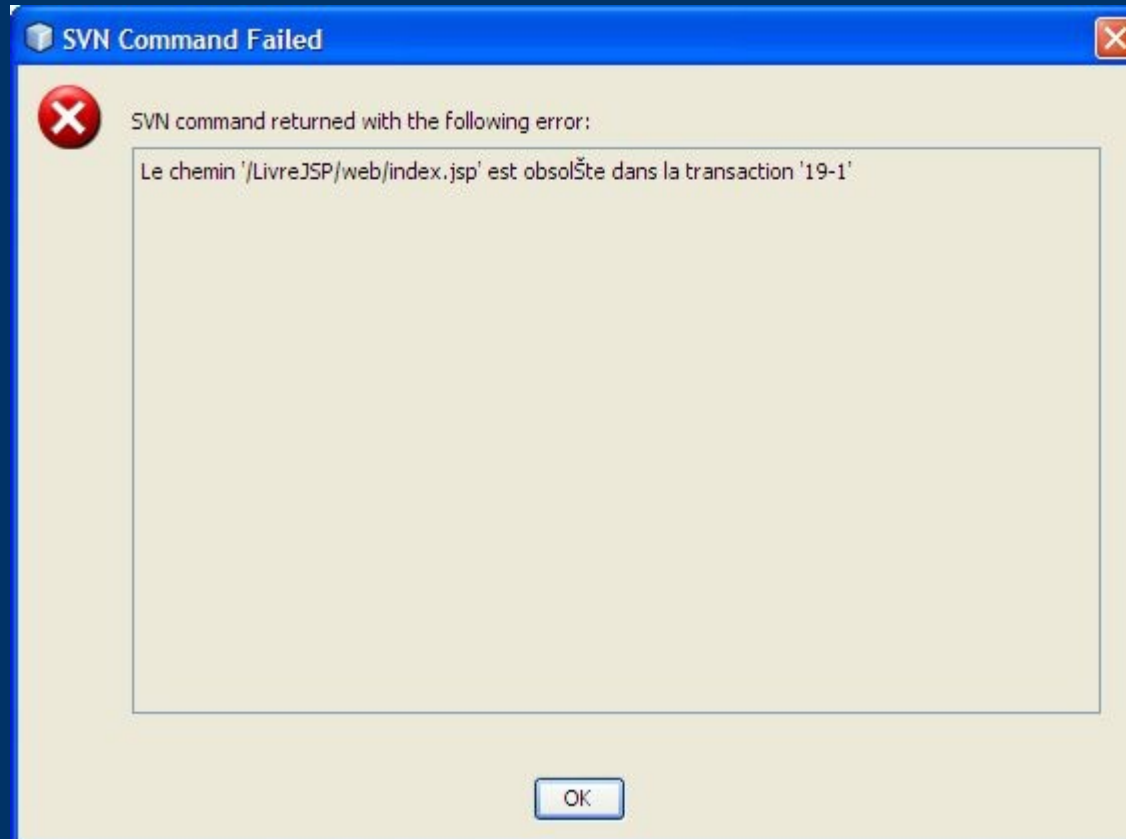 SVN Command Failed
SVN command returned with the following error:
Le chemin '/LivreJSP/web/index.jsp' est obsolŠte dans la transaction '19-1'
OK